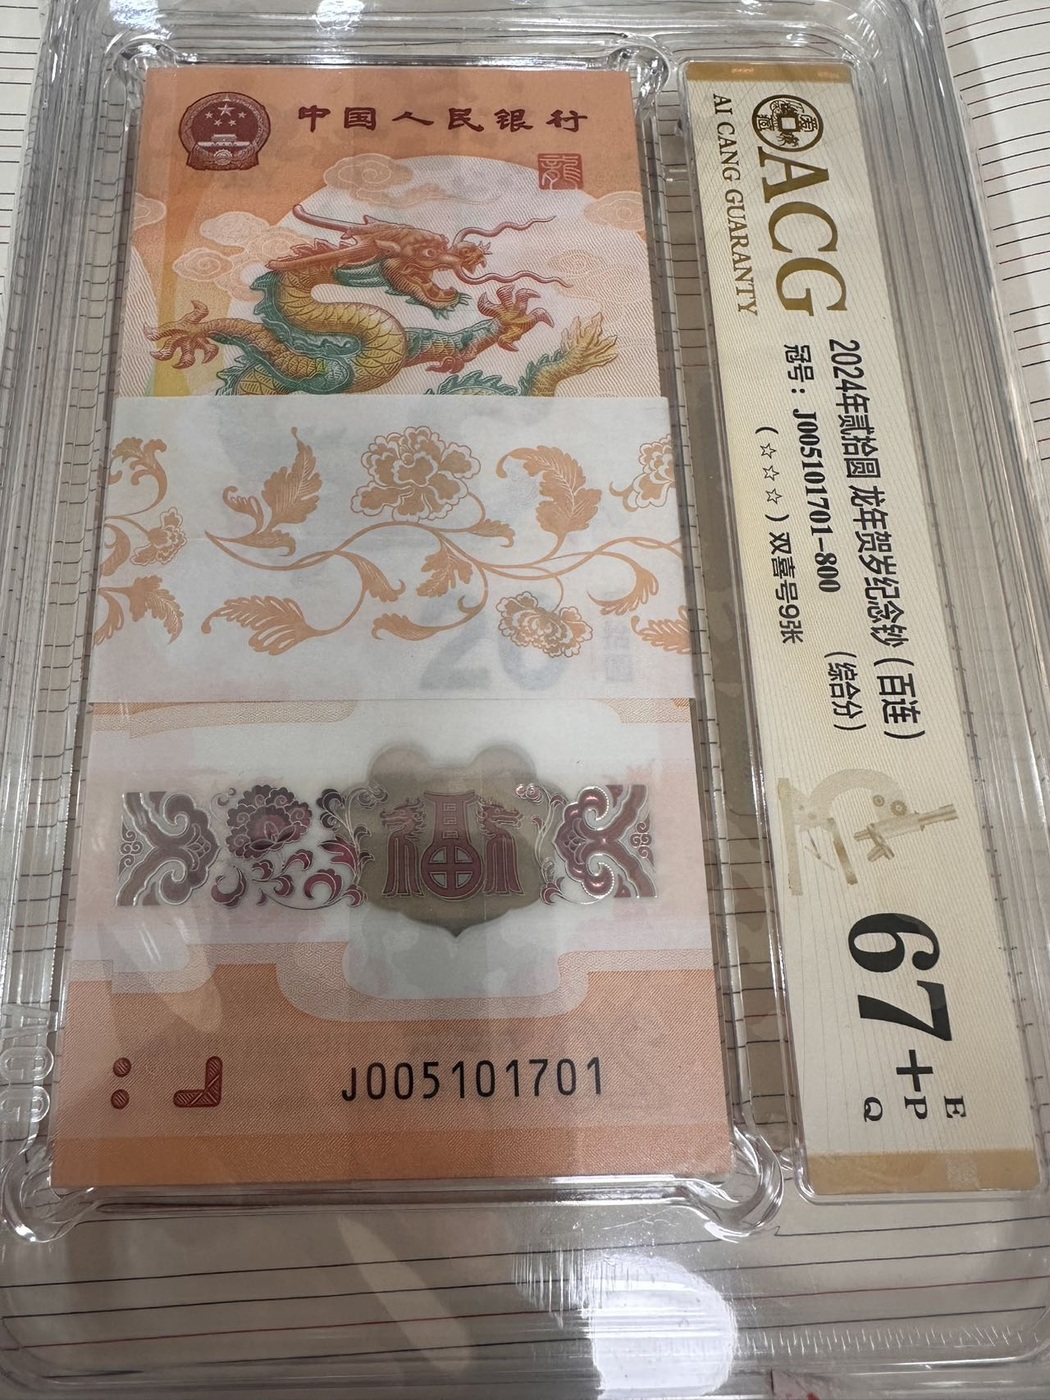 中国人民银行
龍
20
J005101701
ACG
AI CANG GUARANTY
2024年贰拾圆 龙年贺岁纪念钞（百连）
冠号： J005101701-800 （综合分）
（☆☆☆）双喜号9张
67+
E
P
Q